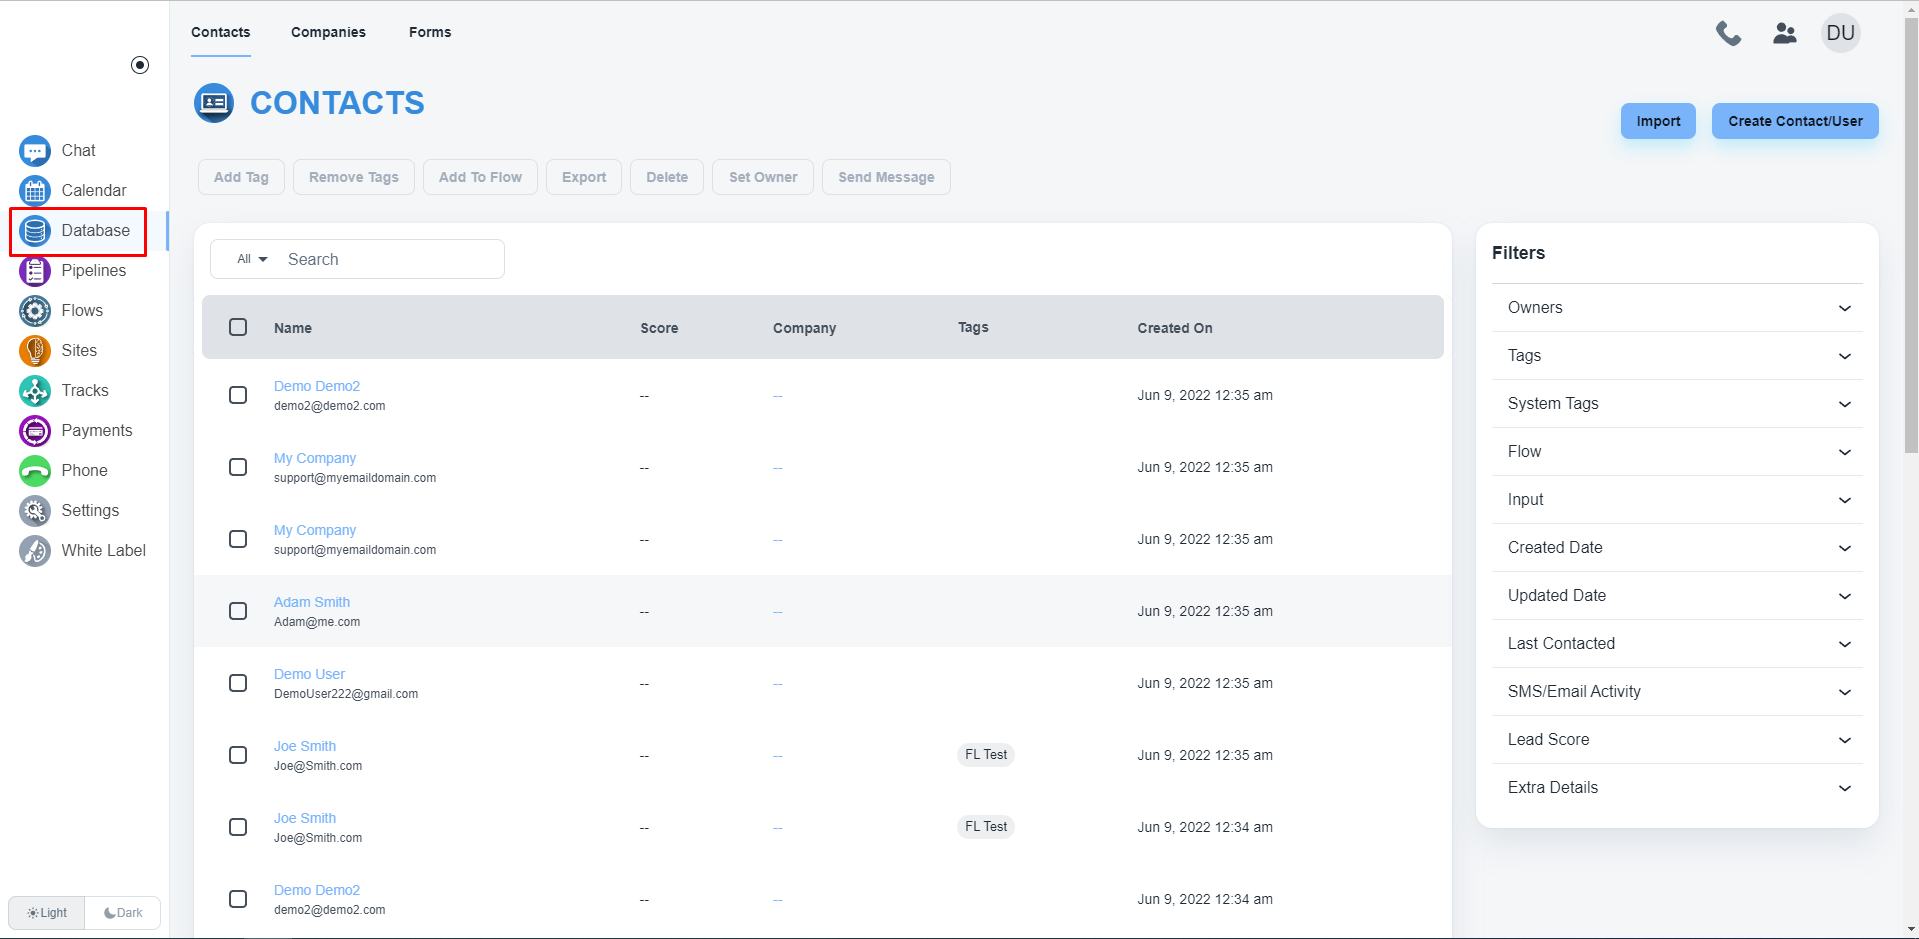 Contacts Companies Forms
DU
CONTACTS
Import Create Contact/User
Chat
Calendar
Database
Pipelines
Flows
Sites
Tracks
Payments
Phone
Settings
White Label
Light Dark
Add Tag Remove Tags Add To Flow Export Delete Set Owner Send Message
All Search
Name Score Company Tags Created On
Demo Demo2
demo2@demo2.com
-- -- Jun 9, 2022 12:35 am
My Company
support@myemaildomain.com
-- -- Jun 9, 2022 12:35 am
My Company
support@myemaildomain.com
-- -- Jun 9, 2022 12:35 am
Adam Smith
Adam@me.com
-- -- Jun 9, 2022 12:35 am
Demo User
DemoUser222@gmail.com
-- -- Jun 9, 2022 12:35 am
Joe Smith
Joe@Smith.com
-- -- FL Test Jun 9, 2022 12:35 am
Joe Smith
Joe@Smith.com
-- -- FL Test Jun 9, 2022 12:34 am
Demo Demo2
demo2@demo2.com
-- -- Jun 9, 2022 12:34 am
Filters
Owners
Tags
System Tags
Flow
Input
Created Date
Updated Date
Last Contacted
SMS/Email Activity
Lead Score
Extra Details